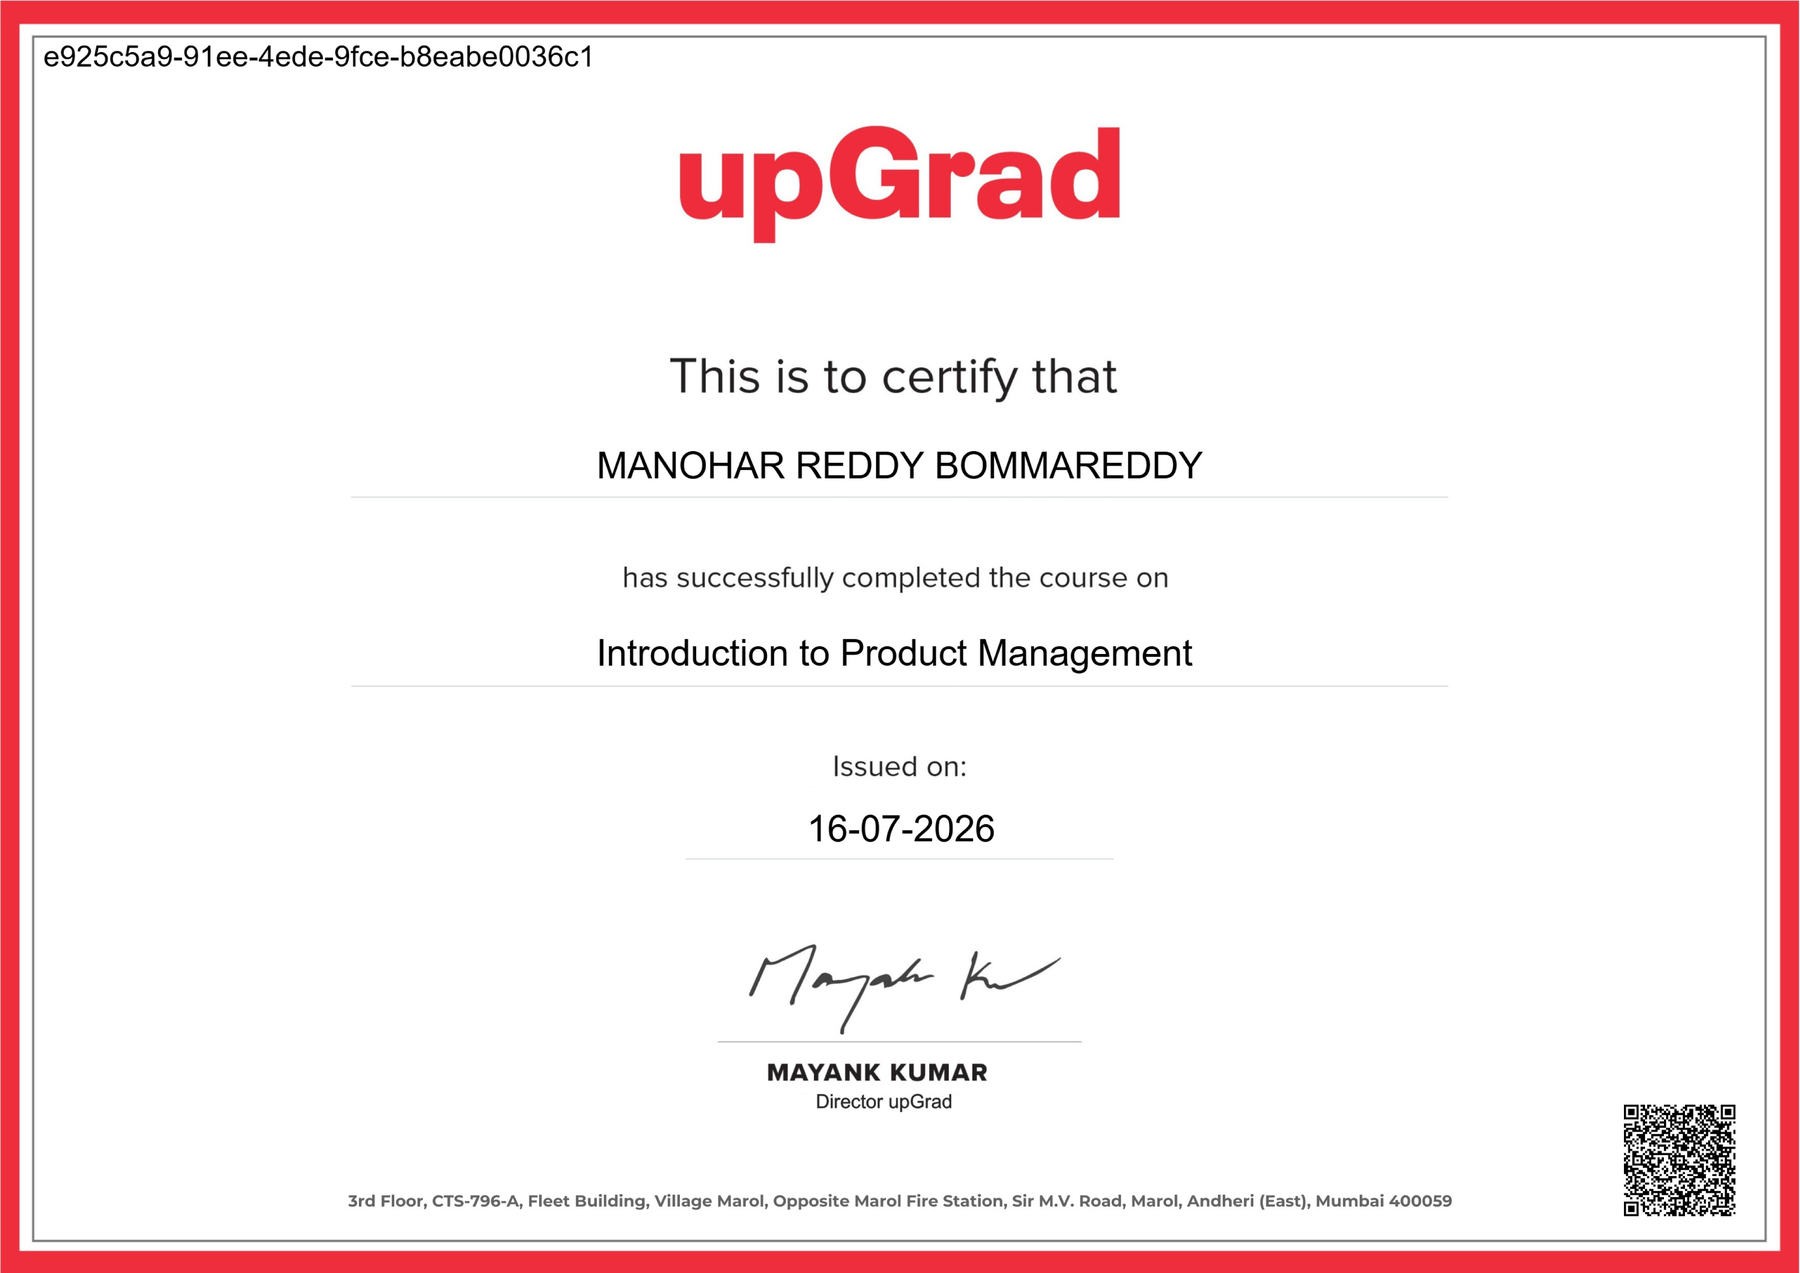 e925c5a9-91ee-4ede-9fce-b8eabe0036c1
upGrad
This is to certify that
MANOHAR REDDY BOMMAREDDY
has successfully completed the course on
Introduction to Product Management
Issued on:
16-07-2026
Mayank Ku
MAYANK KUMAR
Director upGrad
3rd Floor, CTS-796-A, Fleet Building, Village Marol, Opposite Marol Fire Station, Sir M.V. Road, Marol, Andheri (East), Mumbai 400059